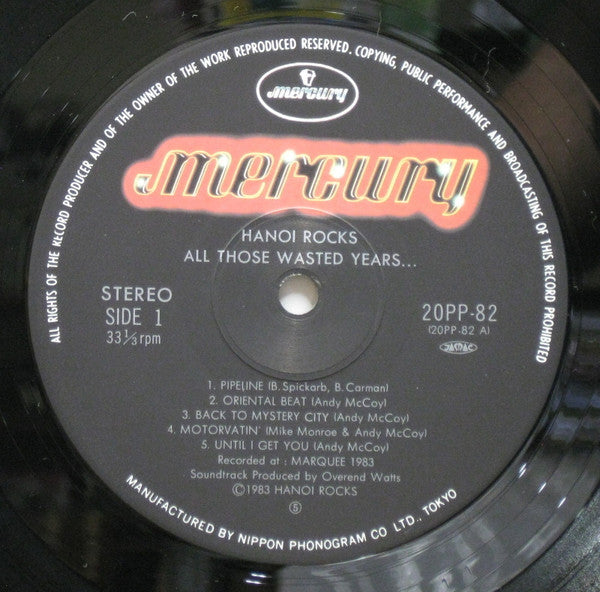 ALL RIGHTS OF THE RECORD PRODUCER AND OF THE OWNER OF THE WORK REPRODUCED RESERVED. COPYING, PUBLIC PERFORMANCE AND BROADCASTING OF THIS RECORD PROHIBITED
mercury
mercury
HANOI ROCKS
ALL THOSE WASTED YEARS...
STEREO
SIDE 1
33⅓rpm
20PP-82
(20PP-82 A)
JASRAC
1. PIPELINE (B. Spickarb, B. Carman)
2. ORIENTAL BEAT (Andy McCoy)
3. BACK TO MYSTERY CITY (Andy McCoy)
4. MOTORVATIN' (Mike Monroe & Andy McCoy)
5. UNTIL I GET YOU (Andy McCoy)
Recorded at : MARQUEE 1983
Soundtrack Produced by Overend Watts
©1983 HANOI ROCKS
⑤
MANUFACTURED BY NIPPON PHONOGRAM CO LTD., TOKYO